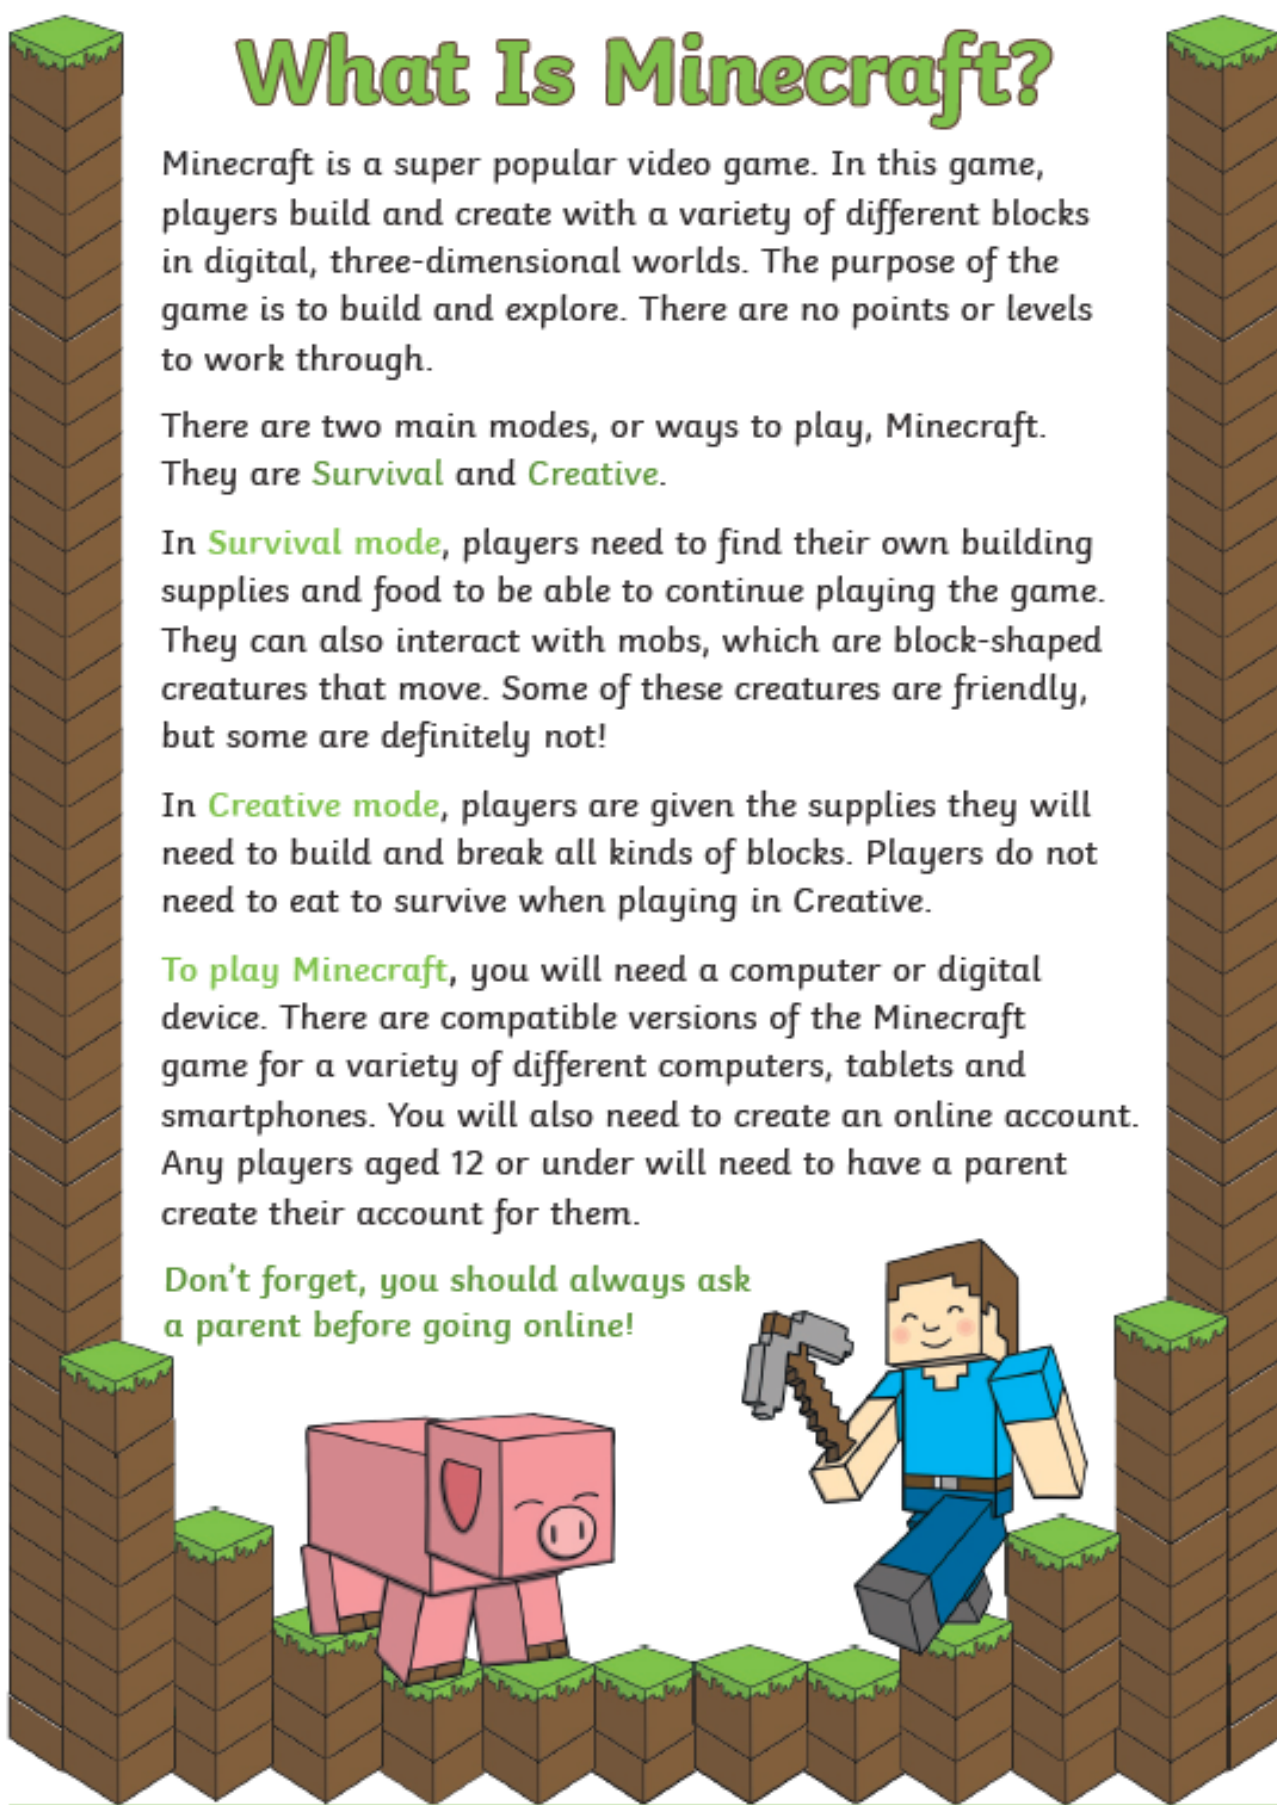 What Is Minecraft?
Minecraft is a super popular video game. In this game,
players build and create with a variety of different blocks
in digital, three-dimensional worlds. The purpose of the
game is to build and explore. There are no points or levels
to work through.
There are two main modes, or ways to play, Minecraft.
They are Survival and Creative.
In Survival mode, players need to find their own building
supplies and food to be able to continue playing the game.
They can also interact with mobs, which are block-shaped
creatures that move. Some of these creatures are friendly,
but some are definitely not!
In Creative mode, players are given the supplies they will
need to build and break all kinds of blocks. Players do not
need to eat to survive when playing in Creative.
To play Minecraft, you will need a computer or digital
device. There are compatible versions of the Minecraft
game for a variety of different computers, tablets and
smartphones. You will also need to create an online account.
Any players aged 12 or under will need to have a parent
create their account for them.
Don't forget, you should always ask
a parent before going online!